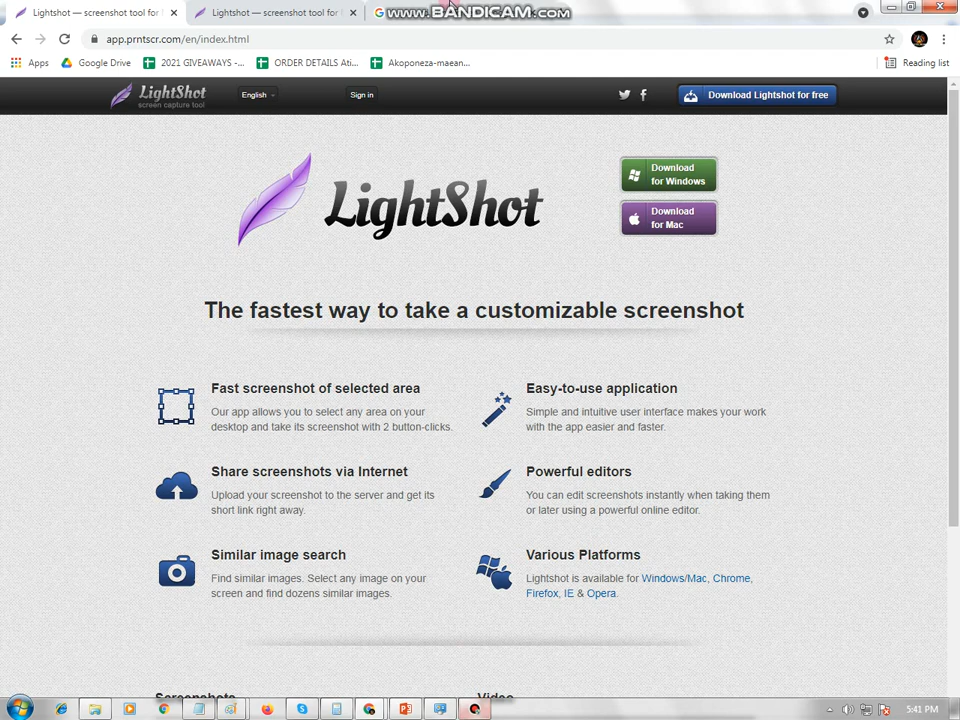 Lightshot — screenshot tool for
Lightshot — screenshot tool for
WWW.BANDICAM.COM
app.prntscr.com/en/index.html
Apps
Google Drive
2021 GIVEAWAYS -...
ORDER DETAILS Ati...
Akoponeza-maean...
Reading list
LightShot
screen capture tool
English
Sign in
Download Lightshot for free
LightShot
Download
for Windows
Download
for Mac
The fastest way to take a customizable screenshot
Fast screenshot of selected area
Our app allows you to select any area on your
desktop and take its screenshot with 2 button-clicks.
Easy-to-use application
Simple and intuitive user interface makes your work
with the app easier and faster.
Share screenshots via Internet
Upload your screenshot to the server and get its
short link right away.
Powerful editors
You can edit screenshots instantly when taking them
or later using a powerful online editor.
Similar image search
Find similar images. Select any image on your
screen and find dozens similar images.
Various Platforms
Lightshot is available for Windows/Mac, Chrome,
Firefox, IE & Opera.
Screenshots
Video
5:41 PM